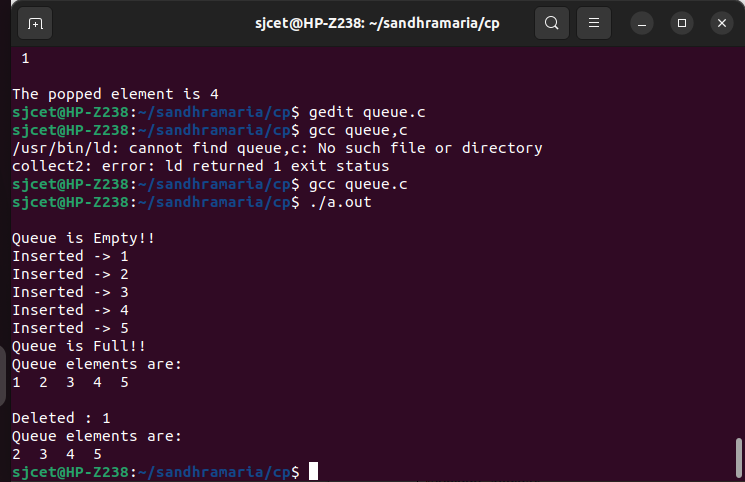 sjcet@HP-Z238: ~/sandhramaria/cp
1
The popped element is 4
sjcet@HP-Z238:~/sandhramaria/cp$ gedit queue.c
sjcet@HP-Z238:~/sandhramaria/cp$ gcc queue,c
/usr/bin/ld: cannot find queue,c: No such file or directory
collect2: error: ld returned 1 exit status
sjcet@HP-Z238:~/sandhramaria/cp$ gcc queue.c
sjcet@HP-Z238:~/sandhramaria/cp$ ./a.out
Queue is Empty!!
Inserted -> 1
Inserted -> 2
Inserted -> 3
Inserted -> 4
Inserted -> 5
Queue is Full!!
Queue elements are:
1  2  3  4  5
Deleted : 1
Queue elements are:
2  3  4  5
sjcet@HP-Z238:~/sandhramaria/cp$